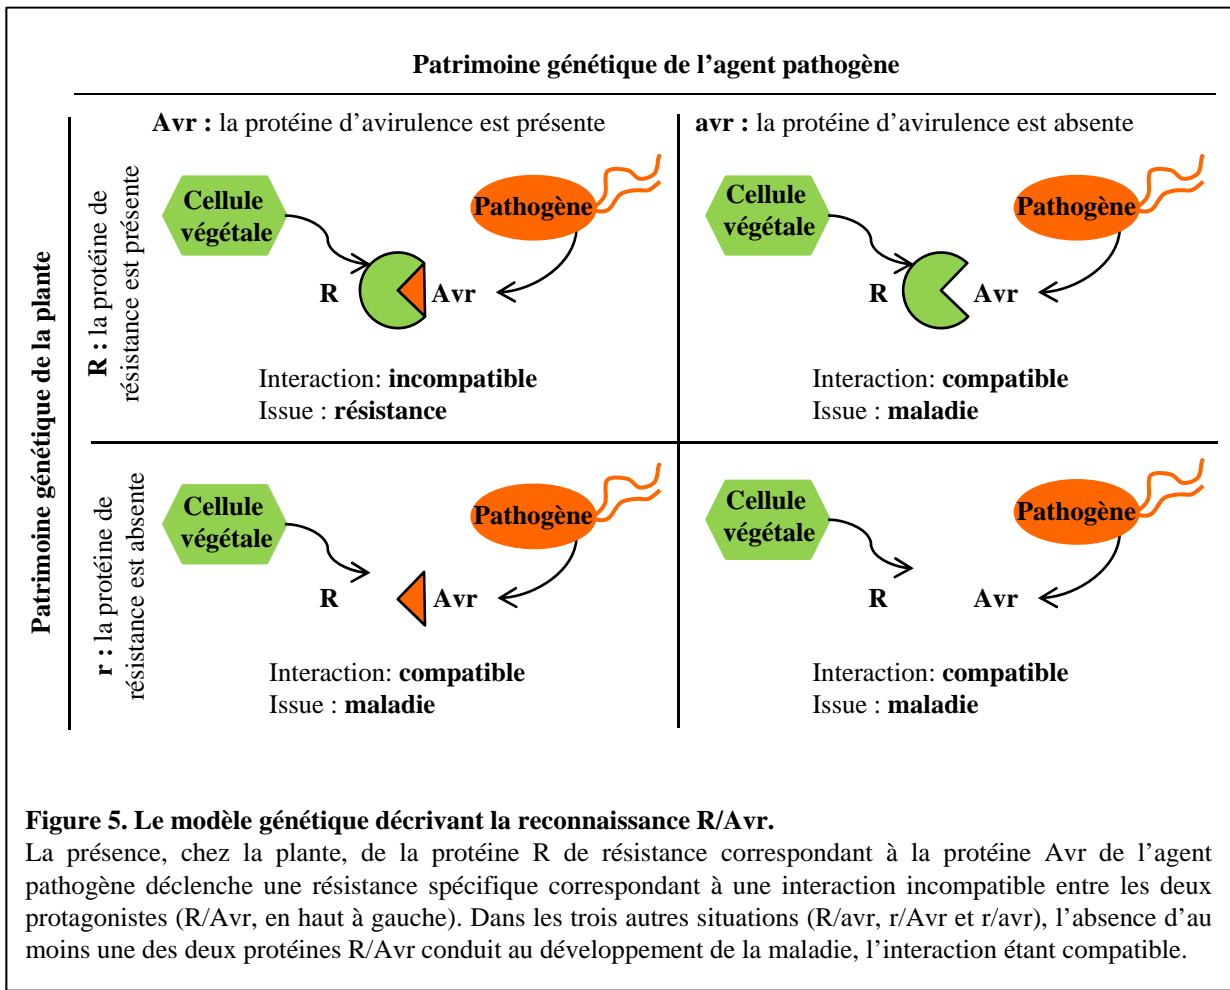 Patrimoine génétique de l'agent pathogène
Avr : la protéine d'avirulence est présente
avr : la protéine d'avirulence est absente
Patrimoine génétique de la plante
R : la protéine de
résistance est présente
Cellule
végétale
Pathogène
R
Avr
Interaction: incompatible
Issue : résistance
Cellule
végétale
Pathogène
R
Avr
Interaction: compatible
Issue : maladie
r : la protéine de
résistance est absente
Cellule
végétale
Pathogène
R
Avr
Interaction: compatible
Issue : maladie
Cellule
végétale
Pathogène
R
Avr
Interaction: compatible
Issue : maladie
Figure 5. Le modèle génétique décrivant la reconnaissance R/Avr.
La présence, chez la plante, de la protéine R de résistance correspondant à la protéine Avr de l'agent
pathogène déclenche une résistance spécifique correspondant à une interaction incompatible entre les deux
protagonistes (R/Avr, en haut à gauche). Dans les trois autres situations (R/avr, r/Avr et r/avr), l'absence d'au
moins une des deux protéines R/Avr conduit au développement de la maladie, l'interaction étant compatible.